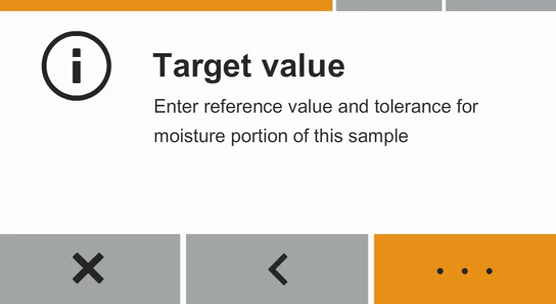 Target value
Enter reference value and tolerance for
moisture portion of this sample